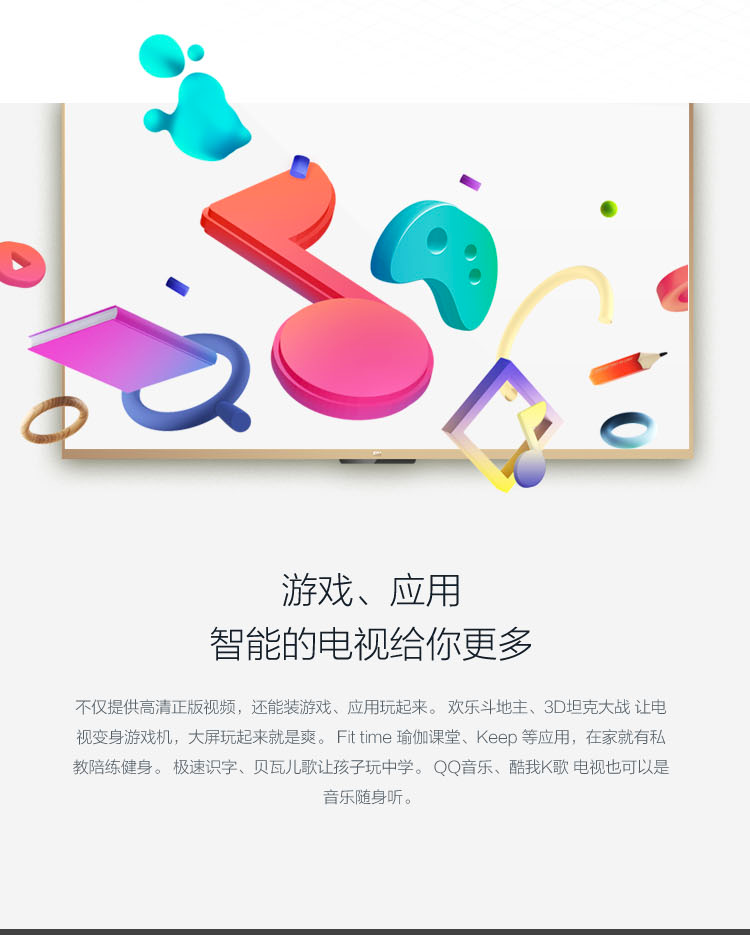 游戏、应用
智能的电视给你更多
不仅提供高清正版视频，还能装游戏、应用玩起来。 欢乐斗地主、3D坦克大战 让电
视变身游戏机，大屏玩起来就是爽。 Fit time 瑜伽课堂、Keep 等应用，在家就有私
教陪练健身。 极速识字、贝瓦儿歌让孩子玩中学。 QQ音乐、酷我K歌 电视也可以是
音乐随身听。